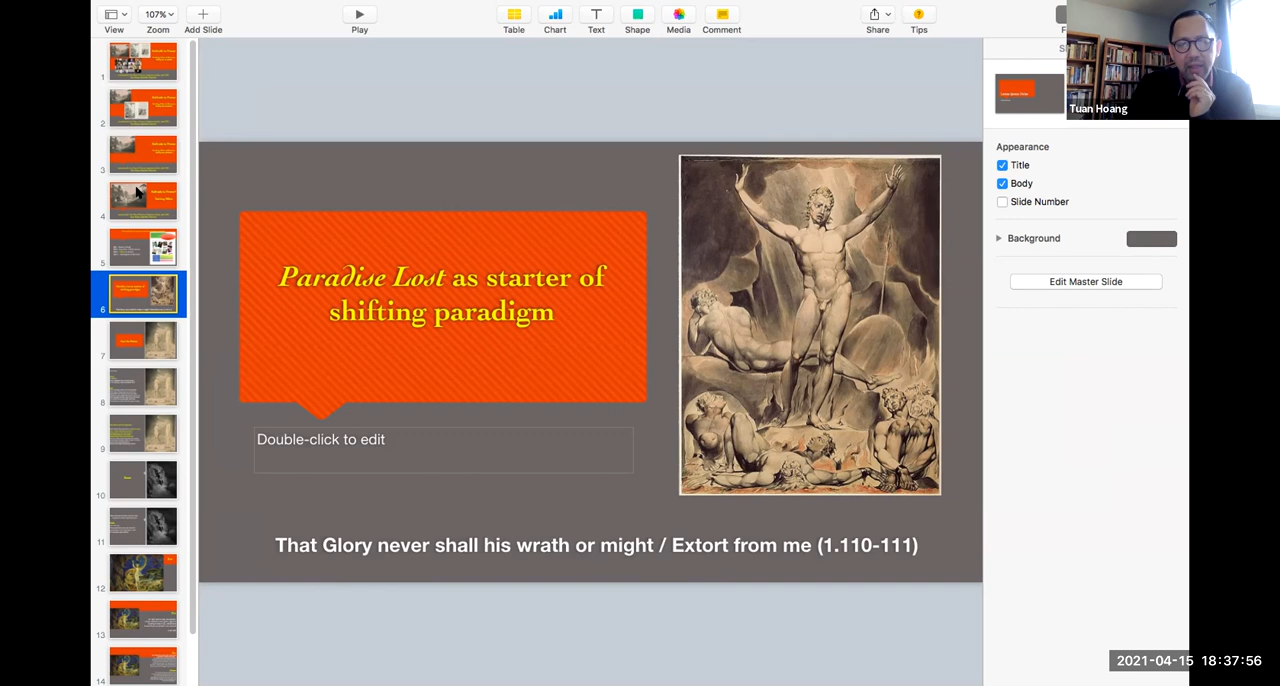 107%
View
Zoom
Add Slide
Play
Table
Chart
Text
Shape
Media
Comment
Share
Tips
Tuan Hoang
1
2
3
4
5
6
7
8
9
10
11
12
13
14
Paradise Lost as starter of
shifting paradigm
Double-click to edit
That Glory never shall his wrath or might / Extort from me (1.110-111)
Appearance
Title
Body
Slide Number
Background
Edit Master Slide
2021-04-15 18:37:56